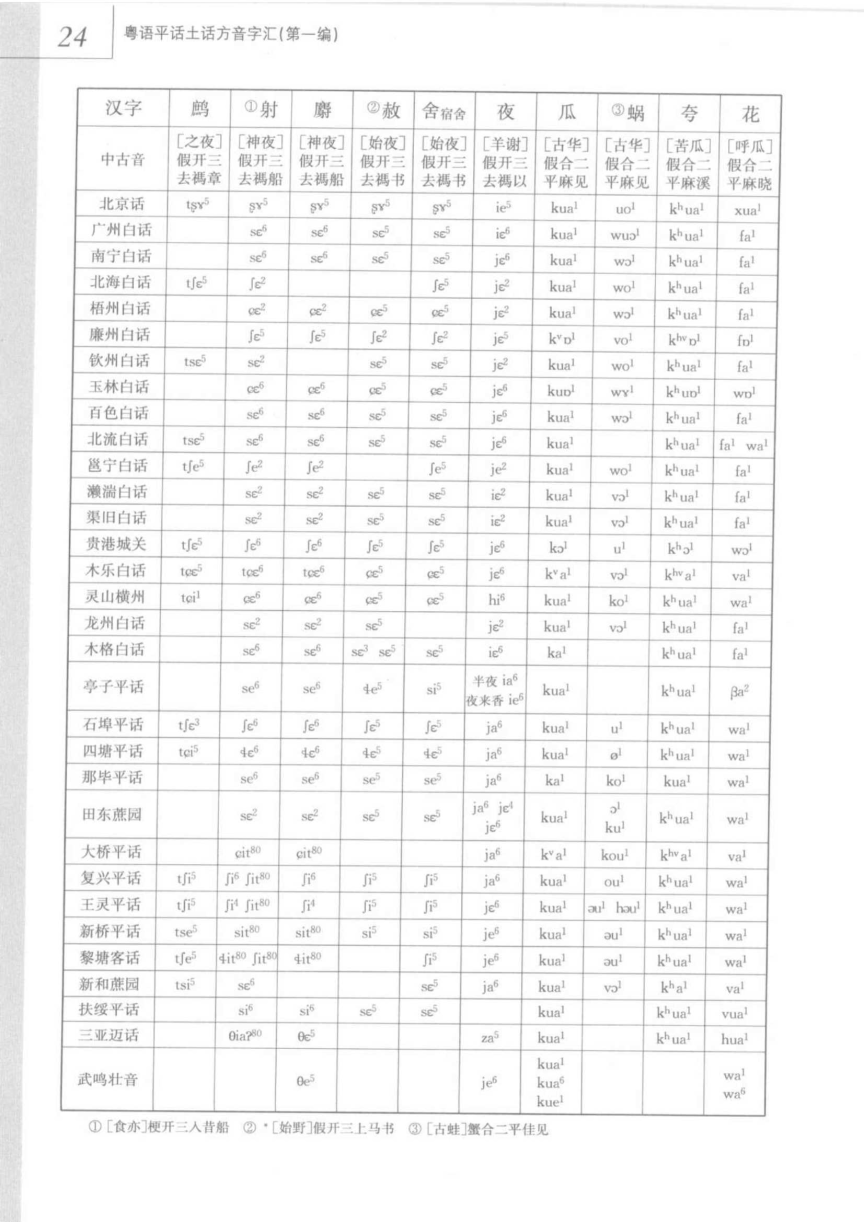 24 粤语平话土话方音字汇(第一编)
汉字 鹧 ①射 麝 ②赦 舍宿舍 夜 瓜 ③蜗 夸 花
中古音 [之夜]假开三去禡章 [神夜]假开三去禡船 [神夜]假开三去禡船 [始夜]假开三去禡书 [始夜]假开三去禡书 [羊谢]假开三去禡以 [古华]假合二平麻见 [古华]假合二平麻见 [苦瓜]假合二平麻溪 [呼瓜]假合二平麻晓
北京话 tʂɤ⁵ ʂɤ⁵ ʂɤ⁵ ʂɤ⁵ ʂɤ⁵ ie⁵ kua¹ uo¹ kʰua¹ xua¹
广州白话 sɛ⁶ sɛ⁶ sɛ⁵ sɛ⁵ iɛ⁶ kua¹ wuɔ¹ kʰua¹ fa¹
南宁白话 sɛ⁶ sɛ⁶ sɛ⁵ sɛ⁵ jɛ⁶ kua¹ wɔ¹ kʰua¹ fa¹
北海白话 tʃɛ⁵ ʃɛ² ʃɛ⁵ jɛ² kua¹ wo¹ kʰua¹ fa¹
梧州白话 ɕɛ² ɕɛ² ɕɛ⁵ ɕɛ⁵ jɛ² kua¹ wɔ¹ kʰua¹ fa¹
廉州白话 ʃɛ⁵ ʃɛ⁵ ʃɛ² ʃɛ² jɛ⁵ kᵛɒ¹ vo¹ kʰʷɒ¹ fɒ¹
钦州白话 tsɛ⁵ sɛ² sɛ⁵ sɛ⁵ jɛ² kua¹ wo¹ kʰua¹ fa¹
玉林白话 ɕɛ⁶ ɕɛ⁶ ɕɛ⁵ ɕɛ⁵ jɛ⁶ kuɒ¹ wɤ¹ kʰuɒ¹ wɒ¹
百色白话 sɛ⁶ sɛ⁶ sɛ⁵ sɛ⁵ jɛ⁶ kua¹ wɔ¹ kʰua¹ fa¹
北流白话 tsɛ⁵ sɛ⁶ sɛ⁶ sɛ⁵ sɛ⁵ jɛ⁶ kua¹ kʰua¹ fa¹ wa¹
邕宁白话 tʃe⁵ ʃe² ʃe² ʃe⁵ je² kua¹ wo¹ kʰua¹ fa¹
濑湍白话 sɛ² sɛ² sɛ⁵ sɛ⁵ iɛ² kua¹ vɔ¹ kʰua¹ fa¹
渠旧白话 sɛ² sɛ² sɛ⁵ sɛ⁵ iɛ² kua¹ vɔ¹ kʰua¹ fa¹
贵港城关 tʃɛ⁵ ʃɛ⁶ ʃɛ⁶ ʃɛ⁵ ʃɛ⁵ jɛ⁶ kɔ¹ u¹ kʰɔ¹ wɔ¹
木乐白话 tɕɛ⁵ tɕɛ⁶ tɕɛ⁶ ɕɛ⁵ ɕɛ⁵ jɛ⁶ kᵛa¹ vɔ¹ kʰᵛa¹ va¹
灵山横州 tɕi¹ ɕɛ⁶ ɕɛ⁶ ɕɛ⁵ ɕɛ⁵ hi⁶ kua¹ ko¹ kʰua¹ wa¹
龙州白话 sɛ² sɛ² sɛ⁵ jɛ² kua¹ vɔ¹ kʰua¹ fa¹
木格白话 sɛ⁶ sɛ⁶ sɛ³ sɛ⁵ sɛ⁵ iɛ⁶ ka¹ kʰua¹ fa¹
亭子平话 se⁶ se⁶ ɬe⁵ si⁵ 半夜 ia⁶ 夜来香 ie⁶ kua¹ kʰua¹ βa²
石埠平话 tʃɛ³ ʃɛ⁶ ʃɛ⁶ ʃɛ⁵ ʃɛ⁵ ja⁶ kua¹ u¹ kʰua¹ wa¹
四塘平话 tɕi⁵ ɬɛ⁶ ɬɛ⁶ ɬɛ⁵ ɬɛ⁵ ja⁶ kua¹ ø¹ kʰua¹ wa¹
那毕平话 se⁶ se⁶ se⁵ se⁵ ja⁶ ka¹ ko¹ kua¹ wa¹
田东蔗园 sɛ² sɛ² sɛ⁵ sɛ⁵ ja⁶ jɛ⁴ jɛ⁶ kua¹ ɔ¹ ku¹ kʰua¹ wa¹
大桥平话 ɕit⁸⁰ ɕit⁸⁰ ja⁶ kᵛa¹ kou¹ kʰᵛa¹ va¹
复兴平话 tʃi⁵ ʃi⁶ ʃit⁸⁰ ʃi⁶ ʃi⁵ ʃi⁵ ja⁶ kua¹ ou¹ kʰua¹ wa¹
王灵平话 tʃi⁵ ʃi⁴ ʃit⁸⁰ ʃi⁴ ʃi⁵ ʃi⁵ jɛ⁶ kua¹ əu¹ həu¹ kʰua¹ wa¹
新桥平话 tse⁵ sit⁸⁰ sit⁸⁰ si⁵ si⁵ je⁶ kua¹ əu¹ kʰua¹ wa¹
黎塘客话 tʃe⁵ ɬit⁸⁰ ʃit⁸⁰ ɬit⁸⁰ ʃi⁵ je⁶ kua¹ əu¹ kʰua¹ wa¹
新和蔗园 tsi⁵ sɛ⁶ sɛ⁵ ja⁶ kua¹ vɔ¹ kʰa¹ va¹
扶绥平话 si⁶ si⁶ sɛ⁵ sɛ⁵ kua¹ kʰua¹ vua¹
三亚迈话 θiaʔ⁸⁰ θɛ⁵ za⁵ kua¹ kʰua¹ hua¹
武鸣壮音 θe⁵ je⁶ kua¹ kua⁶ kue¹ wa¹ wa⁶
①[食亦]梗开三入昔船 ②*[始野]假开三上马书 ③[古蛙]蟹合二平佳见